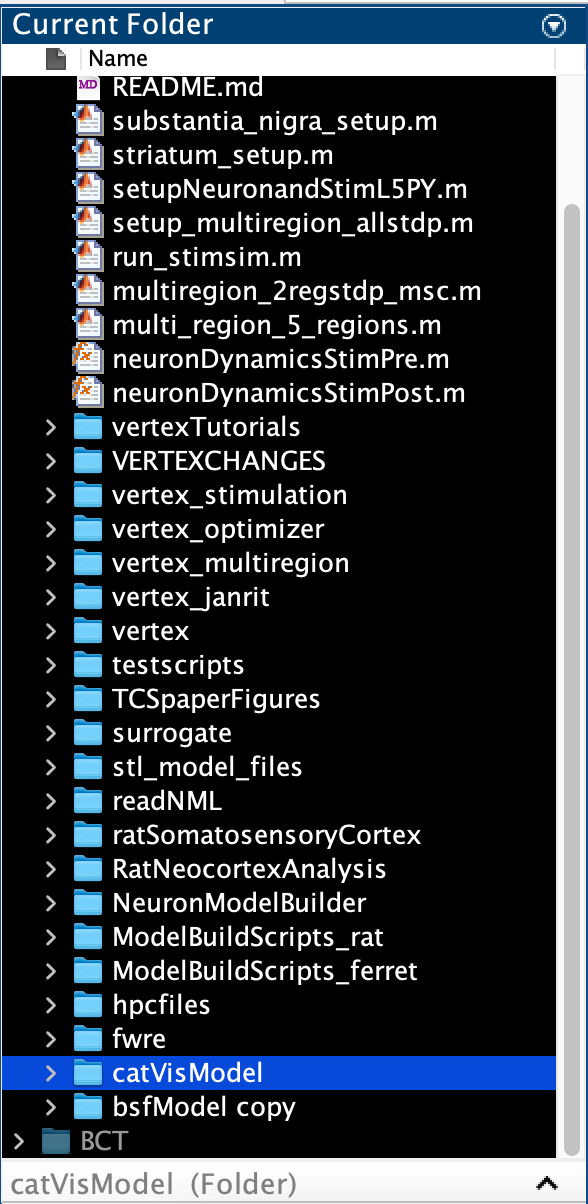 Current Folder
Name
README.md
substantia_nigra_setup.m
striatum_setup.m
setupNeuronandStimL5PY.m
setup_multiregion_allstdp.m
run_stimsim.m
multiregion_2regstdp_msc.m
multi_region_5_regions.m
neuronDynamicsStimPre.m
neuronDynamicsStimPost.m
vertexTutorials
VERTEXCHANGES
vertex_stimulation
vertex_optimizer
vertex_multiregion
vertex_janrit
vertex
testscripts
TCSpaperFigures
surrogate
stl_model_files
readNML
ratSomatosensoryCortex
RatNeocortexAnalysis
NeuronModelBuilder
ModelBuildScripts_rat
ModelBuildScripts_ferret
hpcfiles
fwre
catVisModel
bsfModel copy
BCT
catVisModel (Folder)